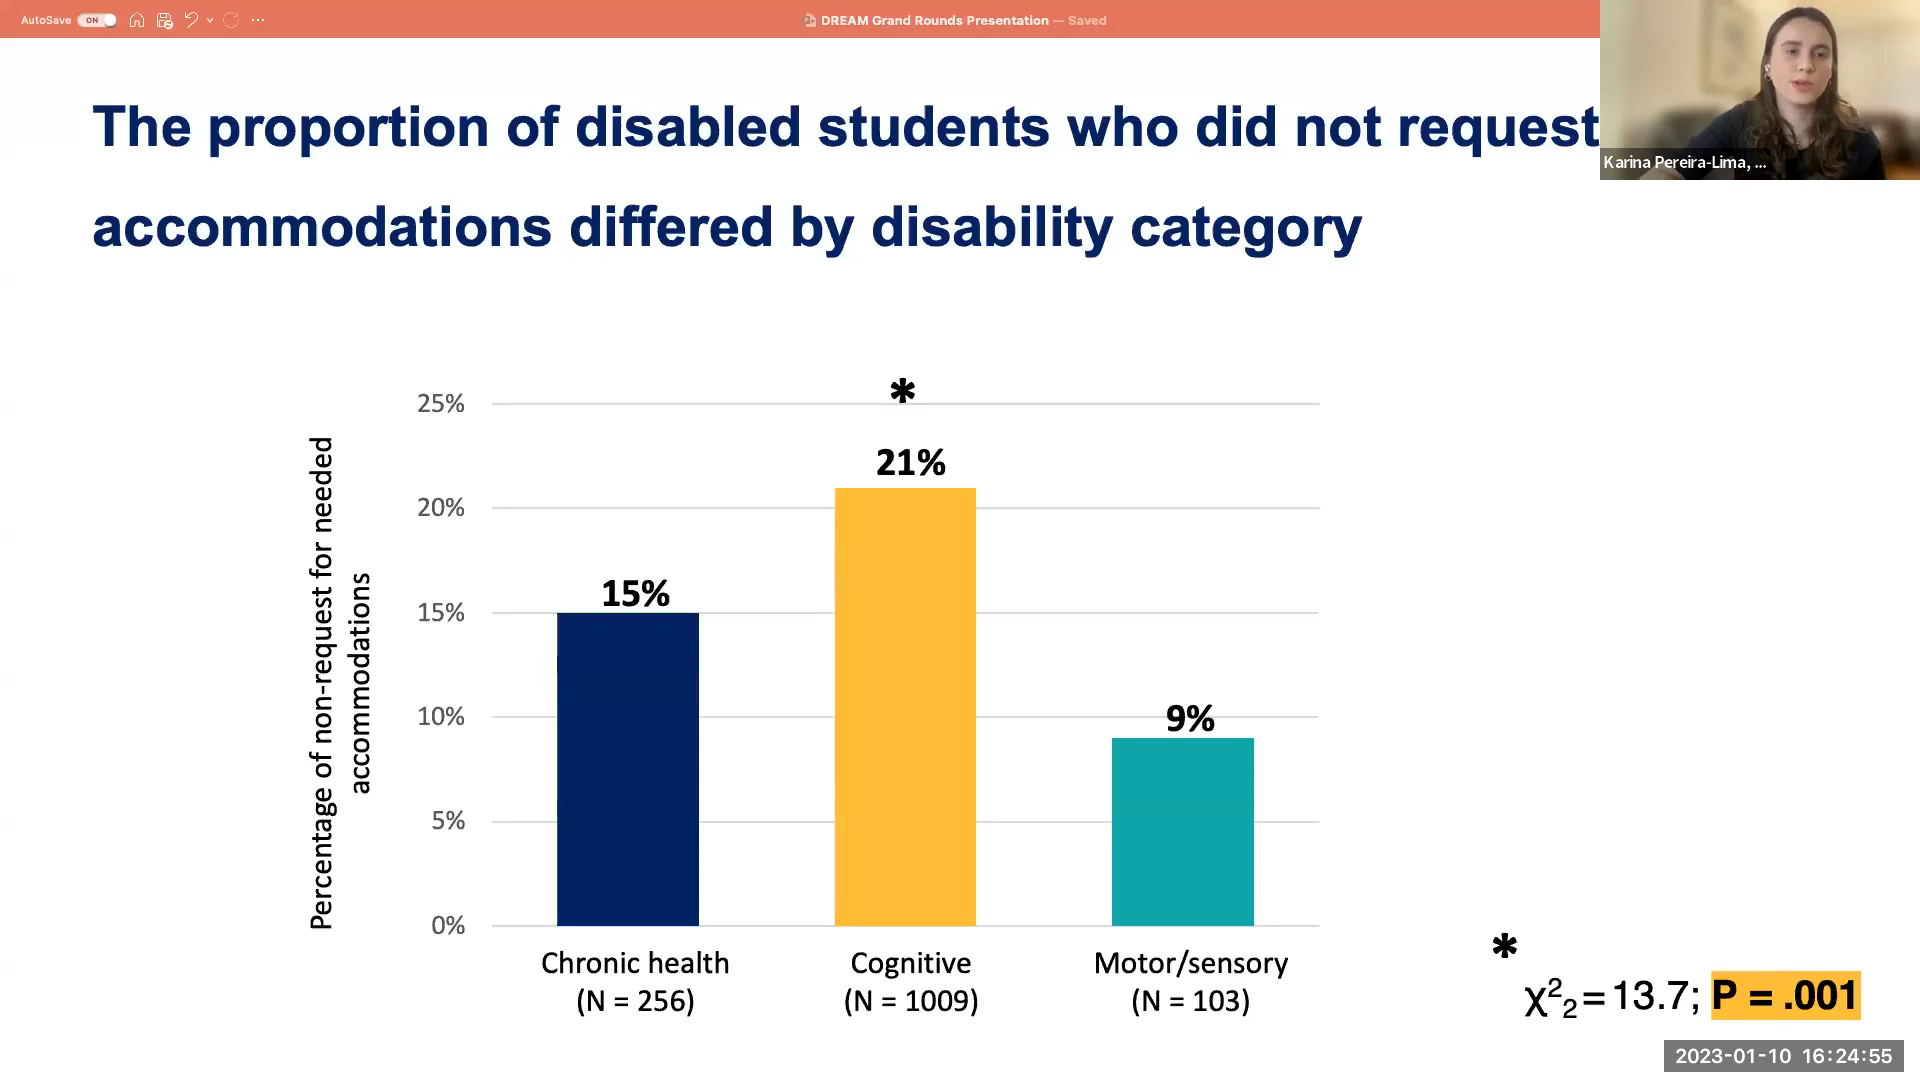 AutoSave ON
DREAM Grand Rounds Presentation — Saved
Karina Pereira-Lima, ...
The proportion of disabled students who did not request
accommodations differed by disability category
Percentage of non-request for needed
accommodations
25%
20%
15%
10%
5%
0%
*
21%
15%
9%
Chronic health
(N = 256)
Cognitive
(N = 1009)
Motor/sensory
(N = 103)
*
χ²₂ = 13.7; P = .001
2023-01-10 16:24:55